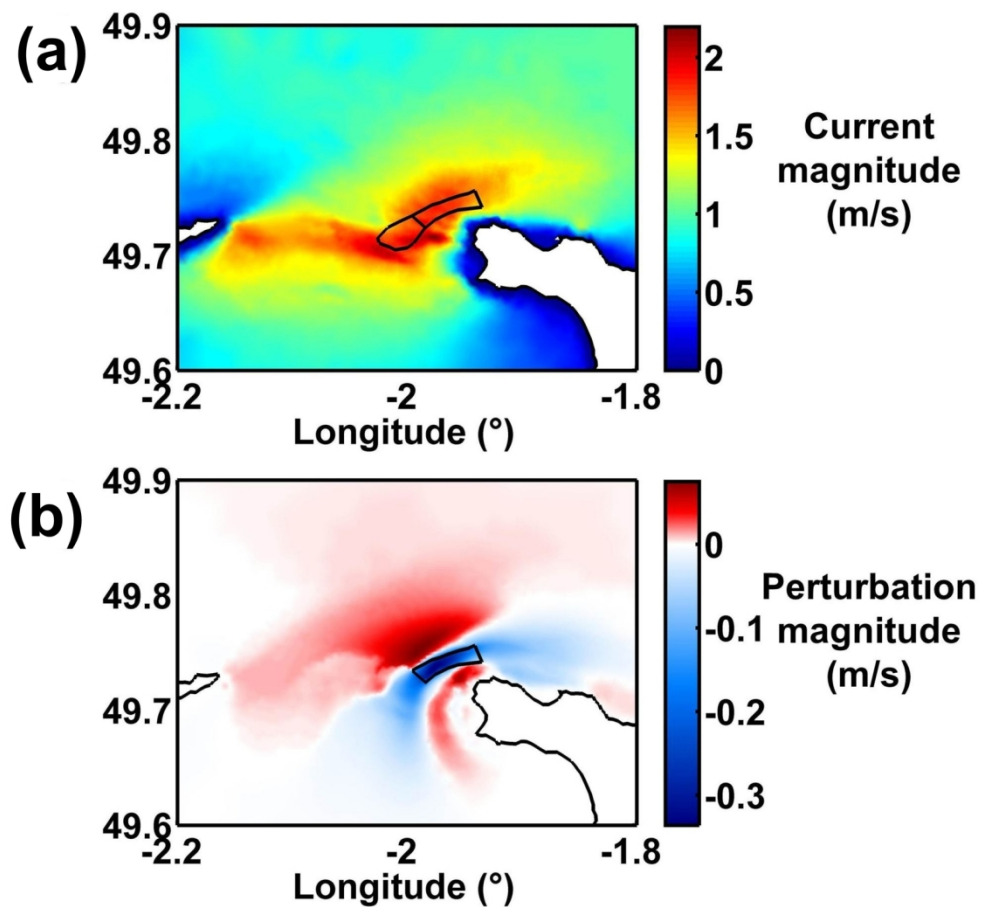 (a)
49.9
49.8
49.7
49.6
-2.2
-2
-1.8
Longitude (°)
2
1.5
1
0.5
0
Current
magnitude
(m/s)
(b)
49.9
49.8
49.7
49.6
-2.2
-2
-1.8
Longitude (°)
0
-0.1
-0.2
-0.3
Perturbation
magnitude
(m/s)